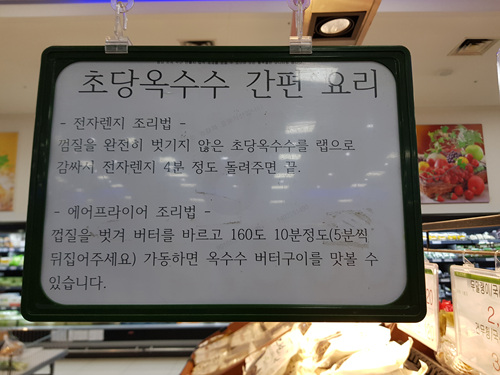 초당옥수수 간편 요리
- 전자렌지 조리법 -
껍질을 완전히 벗기지 않은 초당옥수수를 랩으로
감싸서 전자렌지 4분 정도 돌려주면 끝.
- 에어프라이어 조리법 -
껍질을 벗겨 버터를 바르고 160도 10분정도(5분씩
뒤집어주세요) 가동하면 옥수수 버터구이를 맛볼 수
있습니다.